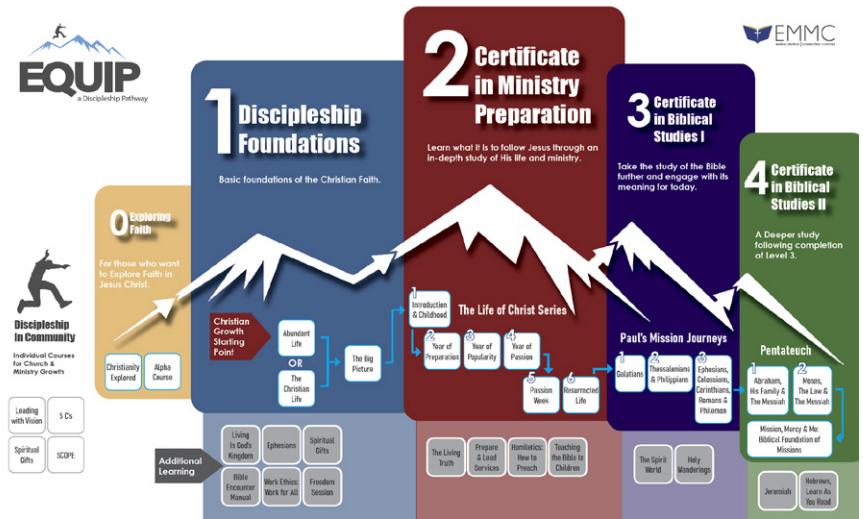 EQUIP
a Discipleship Pathway
EMMC
0 Exploring
Faith
For those who want
to Explore Faith in
Jesus Christ.
1 Discipleship
Foundations
Basic foundations of the Christian Faith.
2 Certificate
in Ministry
Preparation
Learn what it is to follow Jesus through an
in-depth study of His life and ministry.
3 Certificate
in Biblical
Studies I
Take the study of the Bible
further and engage with its
meaning for today.
4 Certificate
in Biblical
Studies II
A Deeper study
following completion
of Level 3.
Discipleship
In Community
Individual Courses
for Church &
Ministry Growth
Leading
with Vision
5 C's
Spiritual
Gifts
SCOPE
Christianity
Explored
Alpha
Course
Christian
Growth
Starting
Point
Abundant
Life
OR
The
Christian
Life
The Big
Picture
The Life of Christ Series
1
Introduction
& Childhood
2
Year of
Preparation
3
Year of
Popularity
4
Year of
Passion
5
Passion
Week
6
Resurrected
Life
Paul's Mission Journeys
1
Galatians
2
Thessalonians
& Philippians
3
Ephesians,
Colossians,
Corinthians,
Romans &
Philemon
Pentateuch
1
Abraham,
His Family &
The Messiah
2
Moses,
The Law &
The Messiah
Mission, Mercy & Me:
Biblical Foundation of
Missions
Additional
Learning
Living
In God's
Kingdom
Ephesians
Spiritual
Gifts
Bible
Encounter
Manual
Work Ethics:
Work for All
Freedom
Session
The Living
Truth
Prepare
& Lead
Services
Homiletics:
How to
Preach
Teaching
the Bible to
Children
The Spirit
World
Holy
Wanderings
Jeremiah
Hebrews,
Learn As
You Read